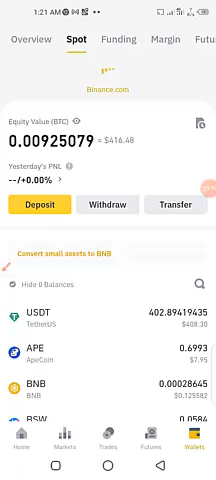 1:21 AM
Overview Spot Funding Margin Futu
Binance.com
Equity Value (BTC)
0.00925079 ≈ $416.48
Yesterday's PNL
--/+0.00% >
Deposit Withdraw Transfer
Convert small assets to BNB
Hide 0 Balances
USDT 402.89419435
TetherUS $408.30
APE 0.6993
ApeCoin $7.95
BNB 0.00028645
BNB $0.125582
BSW 0.0584
Home Markets Trades Futures Wallets